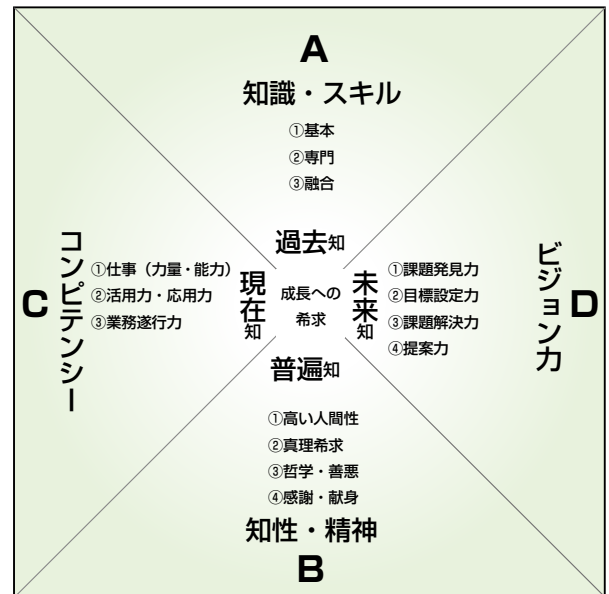 A
知識・スキル
①基本
②専門
③融合
過去知
C
コンピテンシー
①仕事（力量・能力）
②活用力・応用力
③業務遂行力
現在知
成長への
希求
未来知
①課題発見力
②目標設定力
③課題解決力
④提案力
ビジョン力
D
普遍知
①高い人間性
②真理希求
③哲学・善悪
④感謝・献身
知性・精神
B